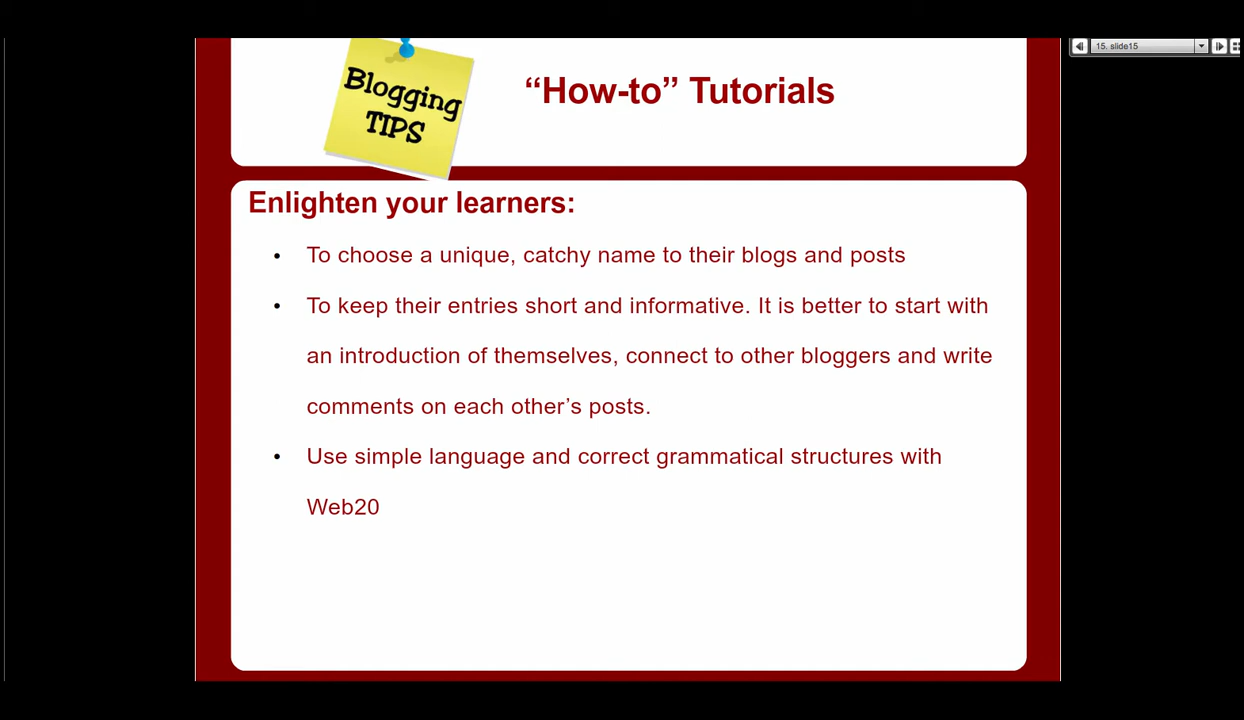 15. slide15
Blogging
TIPS
“How-to” Tutorials
Enlighten your learners:
• To choose a unique, catchy name to their blogs and posts
• To keep their entries short and informative. It is better to start with
an introduction of themselves, connect to other bloggers and write
comments on each other’s posts.
• Use simple language and correct grammatical structures with
Web20